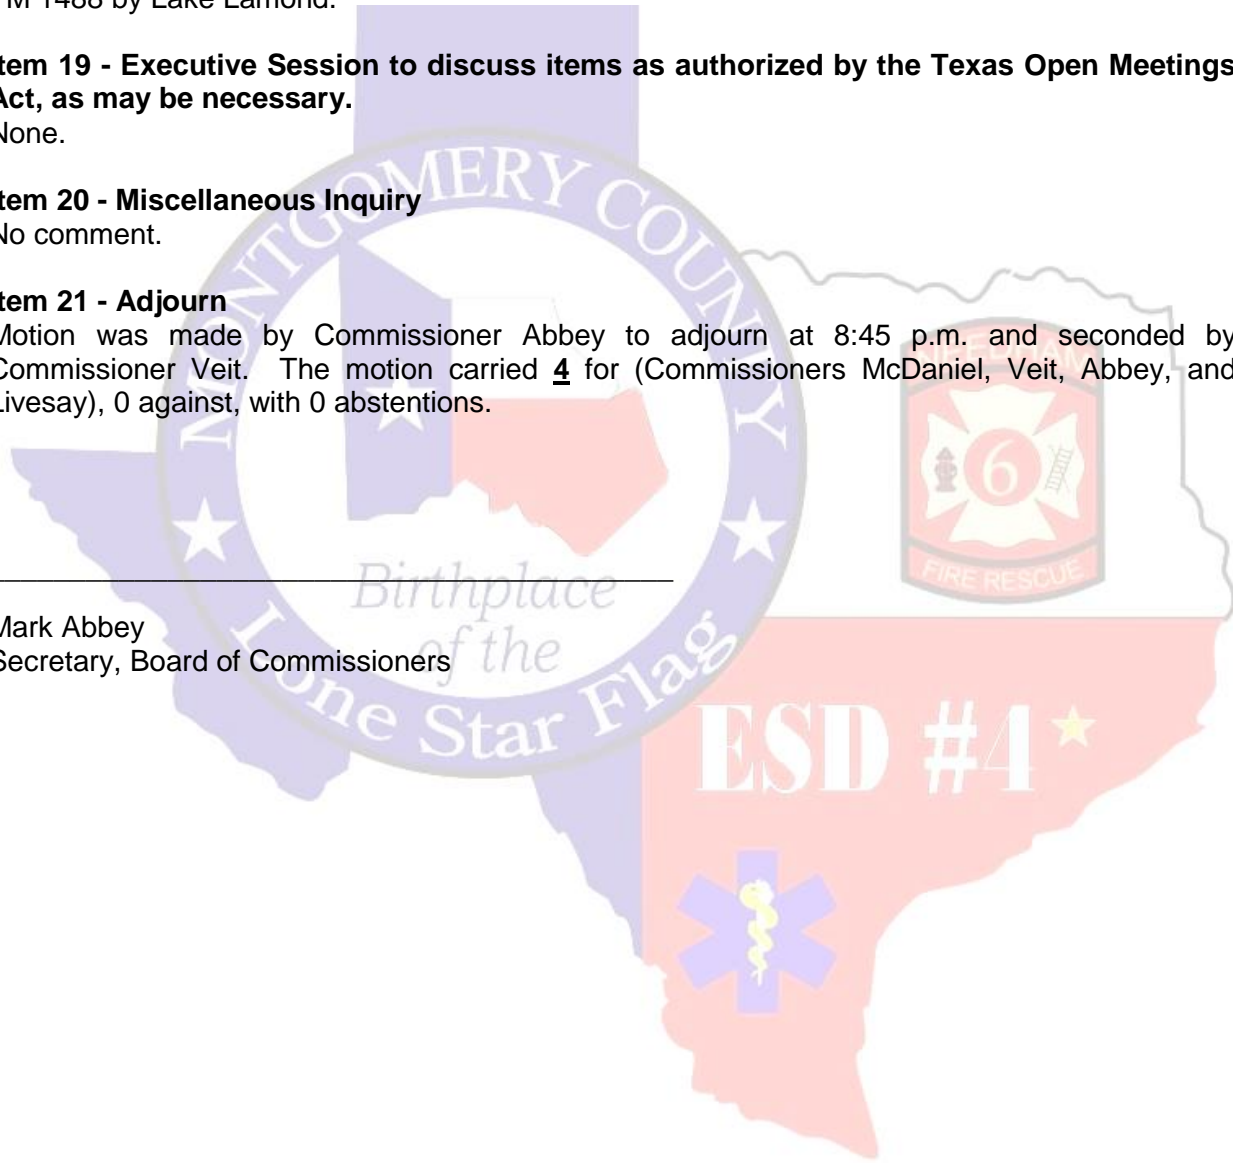 M 1488 by Lake Lamond.
tem 19 - Executive Session to discuss items as authorized by the Texas Open Meetings
Act, as may be necessary.
None.
tem 20 - Miscellaneous Inquiry
No comment.
tem 21 - Adjourn
Motion was made by Commissioner Abbey to adjourn at 8:45 p.m. and seconded by
Commissioner Veit. The motion carried 4 for (Commissioners McDaniel, Veit, Abbey, and
Livesay), 0 against, with 0 abstentions.
Mark Abbey
Secretary, Board of Commissioners
MONTGOMERY COUNTY
Birthplace
of the
Lone Star Flag
NEEDHAM
6
FIRE RESCUE
ESD #4